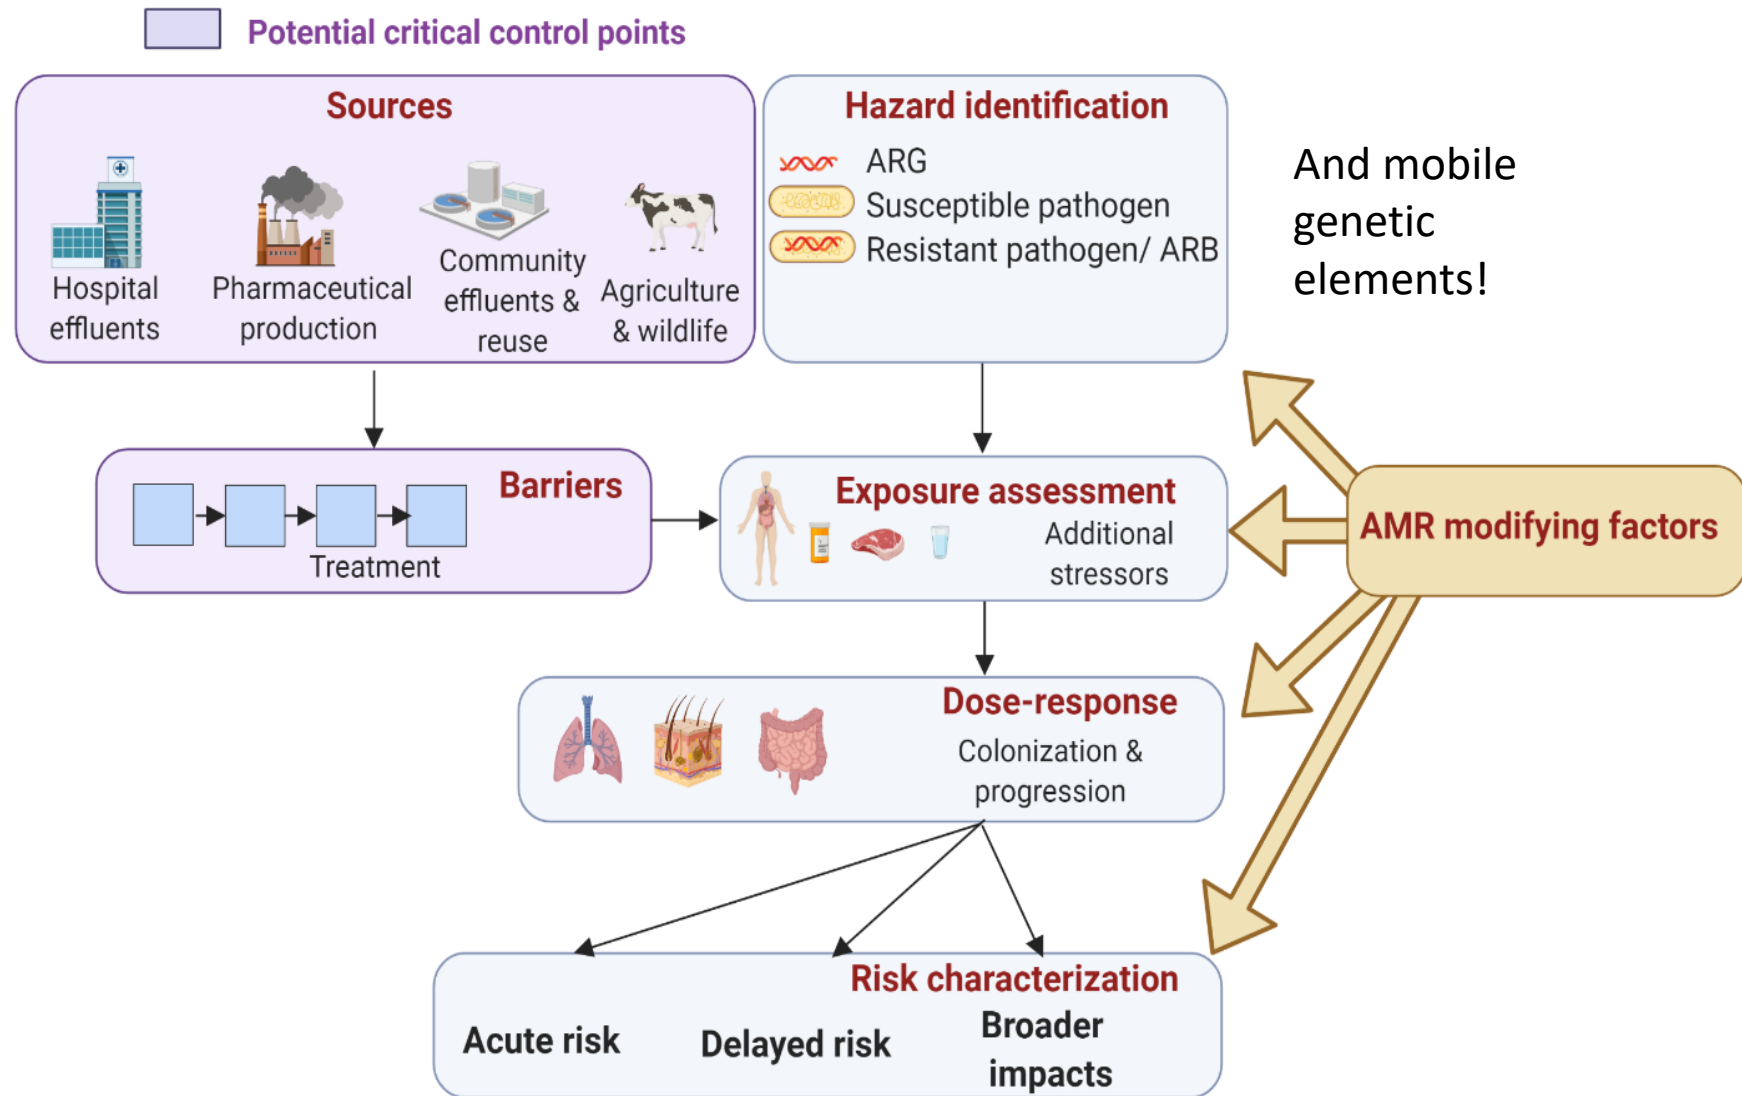 Potential critical control points
Sources
Hospital
effluents
Pharmaceutical
production
Community
effluents &
reuse
Agriculture
& wildlife
Hazard identification
ARG
Susceptible pathogen
Resistant pathogen/ ARB
And mobile
genetic
elements!
Barriers
Treatment
Exposure assessment
Additional
stressors
AMR modifying factors
Dose-response
Colonization &
progression
Risk characterization
Acute risk
Delayed risk
Broader
impacts